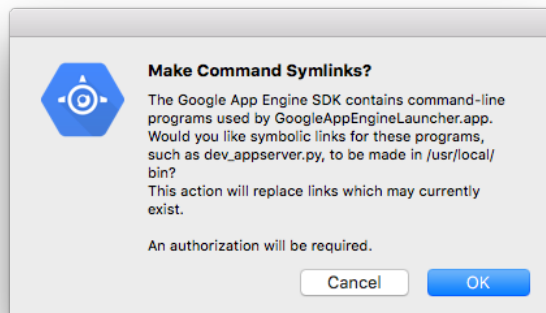 Make Command Symlinks?
The Google App Engine SDK contains command-line
programs used by GoogleAppEngineLauncher.app.
Would you like symbolic links for these programs,
such as dev_appserver.py, to be made in /usr/local/
bin?
This action will replace links which may currently
exist.
An authorization will be required.
Cancel OK